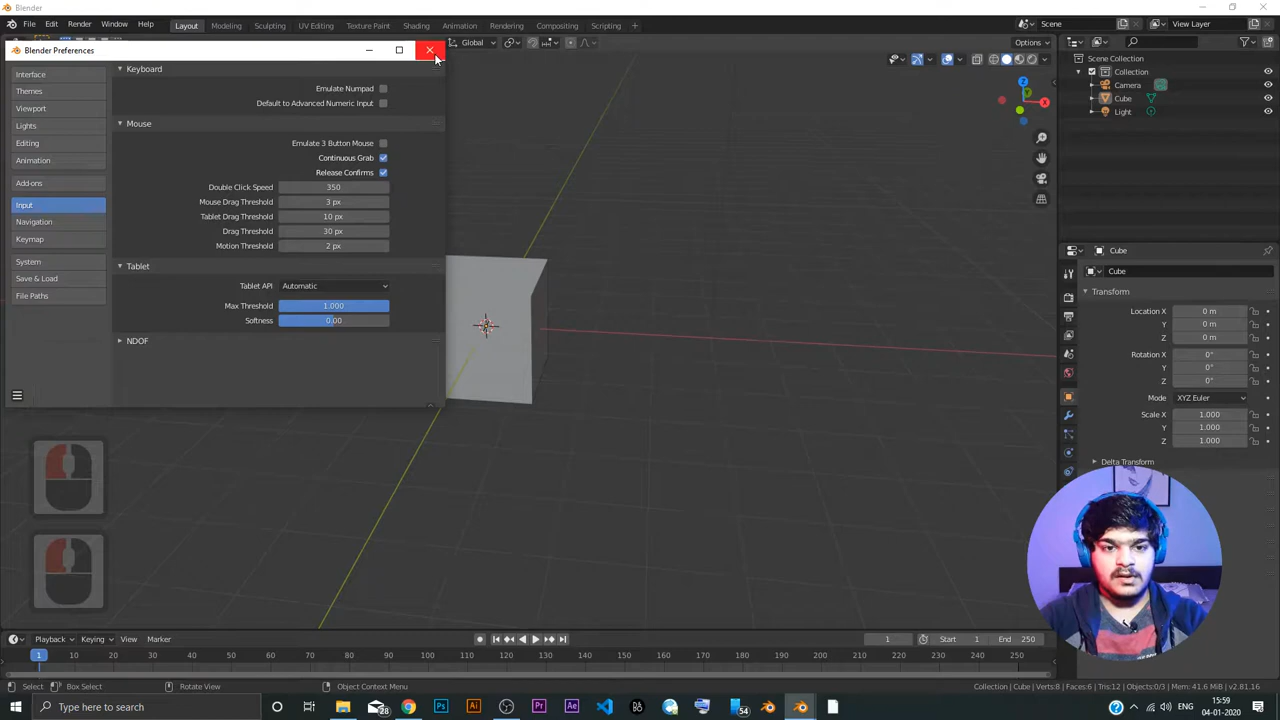 Blender
File Edit Render Window Help Layout Modeling Sculpting UV Editing Texture Paint Shading Animation Rendering Compositing Scripting + Scene View Layer
Global Options
Blender Preferences
Interface
Themes
Viewport
Lights
Editing
Animation
Add-ons
Input
Navigation
Keymap
System
Save & Load
File Paths
Keyboard
Emulate Numpad
Default to Advanced Numeric Input
Mouse
Emulate 3 Button Mouse
Continuous Grab
Release Confirms
Double Click Speed 350
Mouse Drag Threshold 3 px
Tablet Drag Threshold 10 px
Drag Threshold 30 px
Motion Threshold 2 px
Tablet
Tablet API Automatic
Max Threshold 1.000
Softness 0.00
NDOF
X
Scene Collection
Collection
Camera
Cube
Light
Cube
Cube
Transform
Location X 0 m
Y 0 m
Z 0 m
Rotation X 0°
Y 0°
Z 0°
Mode XYZ Euler
Scale X 1.000
Y 1.000
Z 1.000
Delta Transform
Playback Keying View Marker 1 Start 1 End 250
1 10 20 30 40 50 60 70 80 90 100 110 120 130 140 150 160 170 180 190 200 210 220 230 240 250
Select Box Select Rotate View Object Context Menu Collection | Cube | Verts:8 | Faces:6 | Tris:12 | Objects:0/3 | Mem: 41.6 MiB | v2.81.16
Type here to search 28 Ps Ai Pr Ae 54 ENG 15:59
04-01-2020